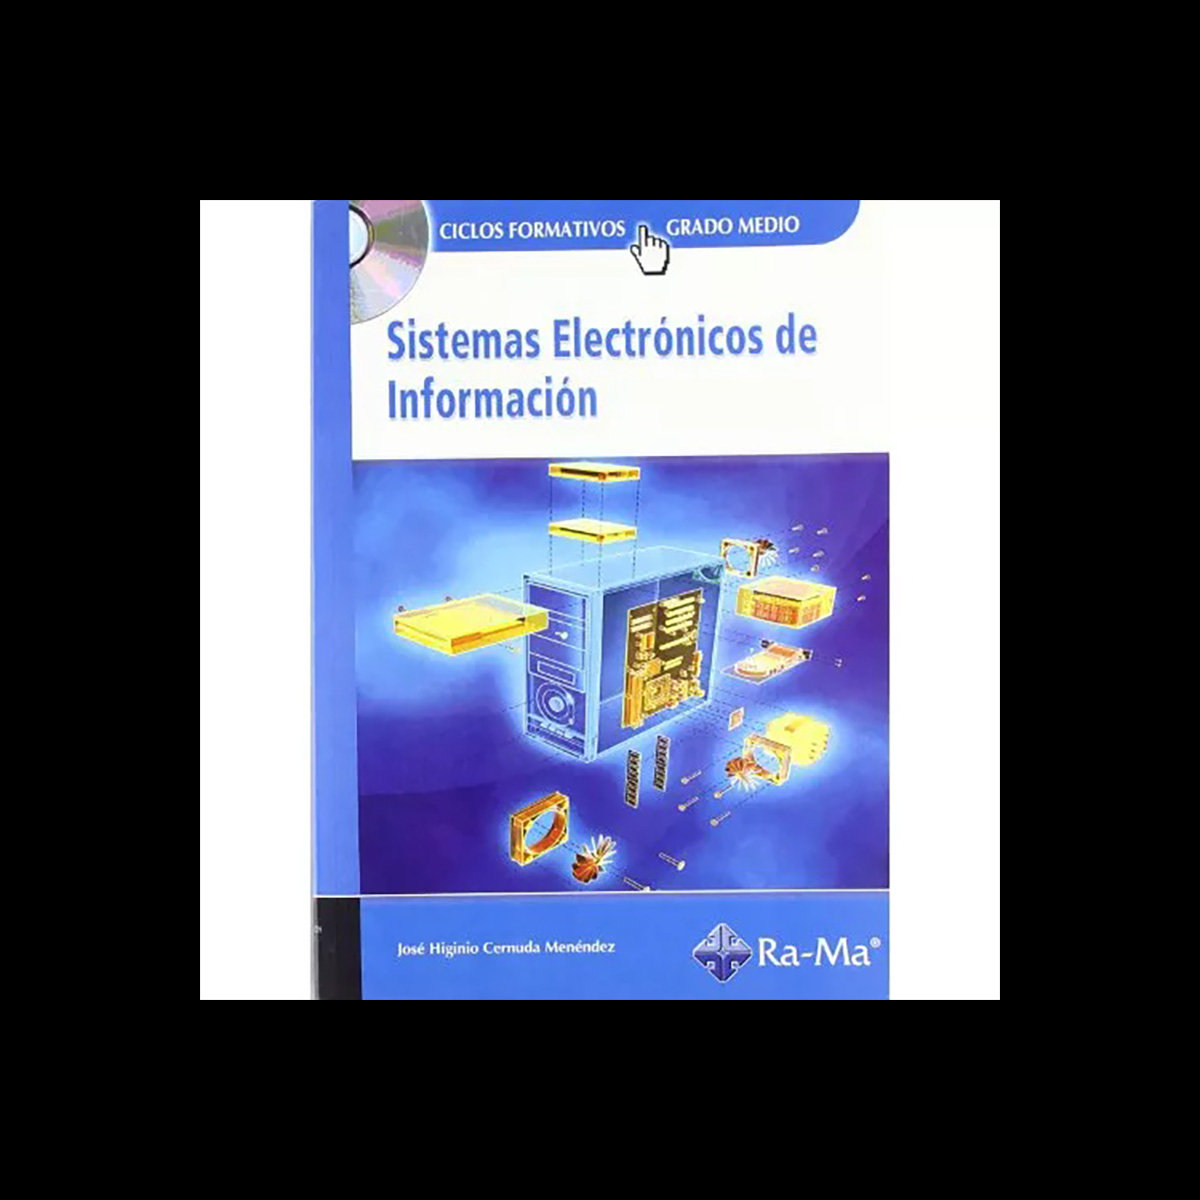 CICLOS FORMATIVOS GRADO MEDIO
Sistemas Electrónicos de
Información
José Higinio Cernuda Menéndez
Ra-Ma®